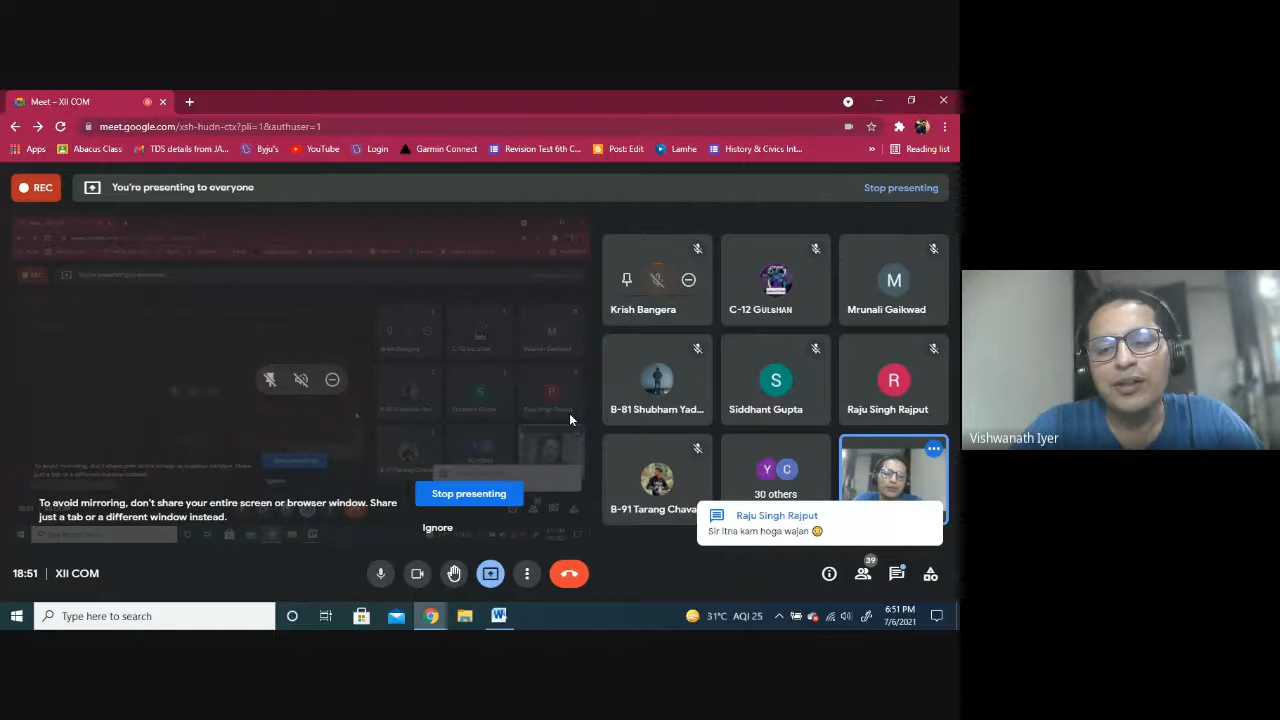 Meet – XII COM
meet.google.com/xsh-hudn-ctx?pli=1&authuser=1
Apps
Abacus Class
TDS details from JA...
Byju's
YouTube
Login
Garmin Connect
Revision Test 6th C...
Post: Edit
Lamhe
History & Civics Int...
»
Reading list
REC
You're presenting to everyone
Stop presenting
Krish Bangera
C-12 GULSHAN
M
Mrunali Gaikwad
B-81 Shubham Yad...
S
Siddhant Gupta
R
Raju Singh Rajput
B-91 Tarang Chava
Y C
30 others
Raju Singh Rajput
Sir itna kam hoga wajan 😳
To avoid mirroring, don't share your entire screen or browser window. Share
just a tab or a different window instead.
Stop presenting
Ignore
Vishwanath Iyer
18:51 | XII COM
39
Type here to search
31°C AQI 25
6:51 PM
7/6/2021